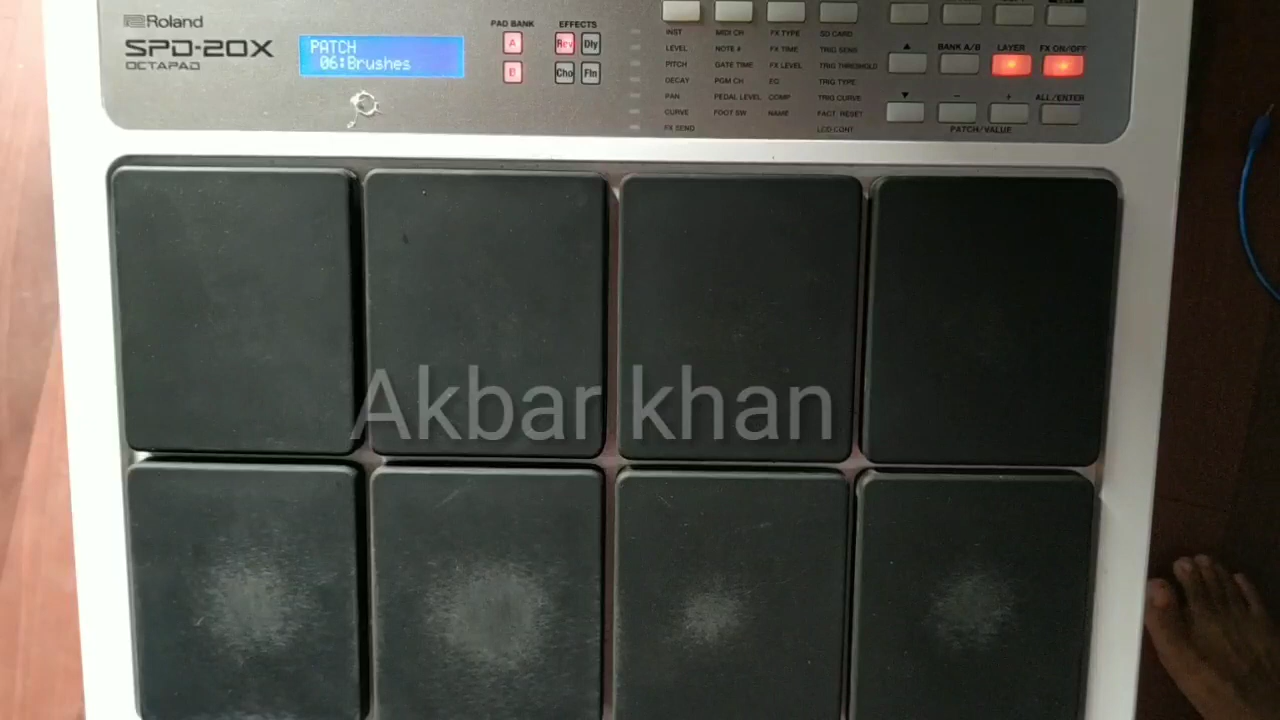 Roland
SPD-20X
OCTAPAD
PATCH
06:Brushes
PAD BANK
A
B
EFFECTS
Rev Dly
Cho Fln
INST
LEVEL
PITCH
DECAY
PAN
CURVE
FX SEND
MIDI CH
NOTE #
GATE TIME
PGM CH
PEDAL LEVEL
FOOT SW
FX TYPE
FX TIME
FX LEVEL
EQ
COMP
NAME
SD CARD
TRIG SENS
TRIG THRESHOLD
TRIG TYPE
TRIG CURVE
FACT RESET
LCD CONT
▲ BANK A/B LAYER FX ON/OFF
▼ − + ALL/ENTER
PATCH/VALUE
Akbar khan